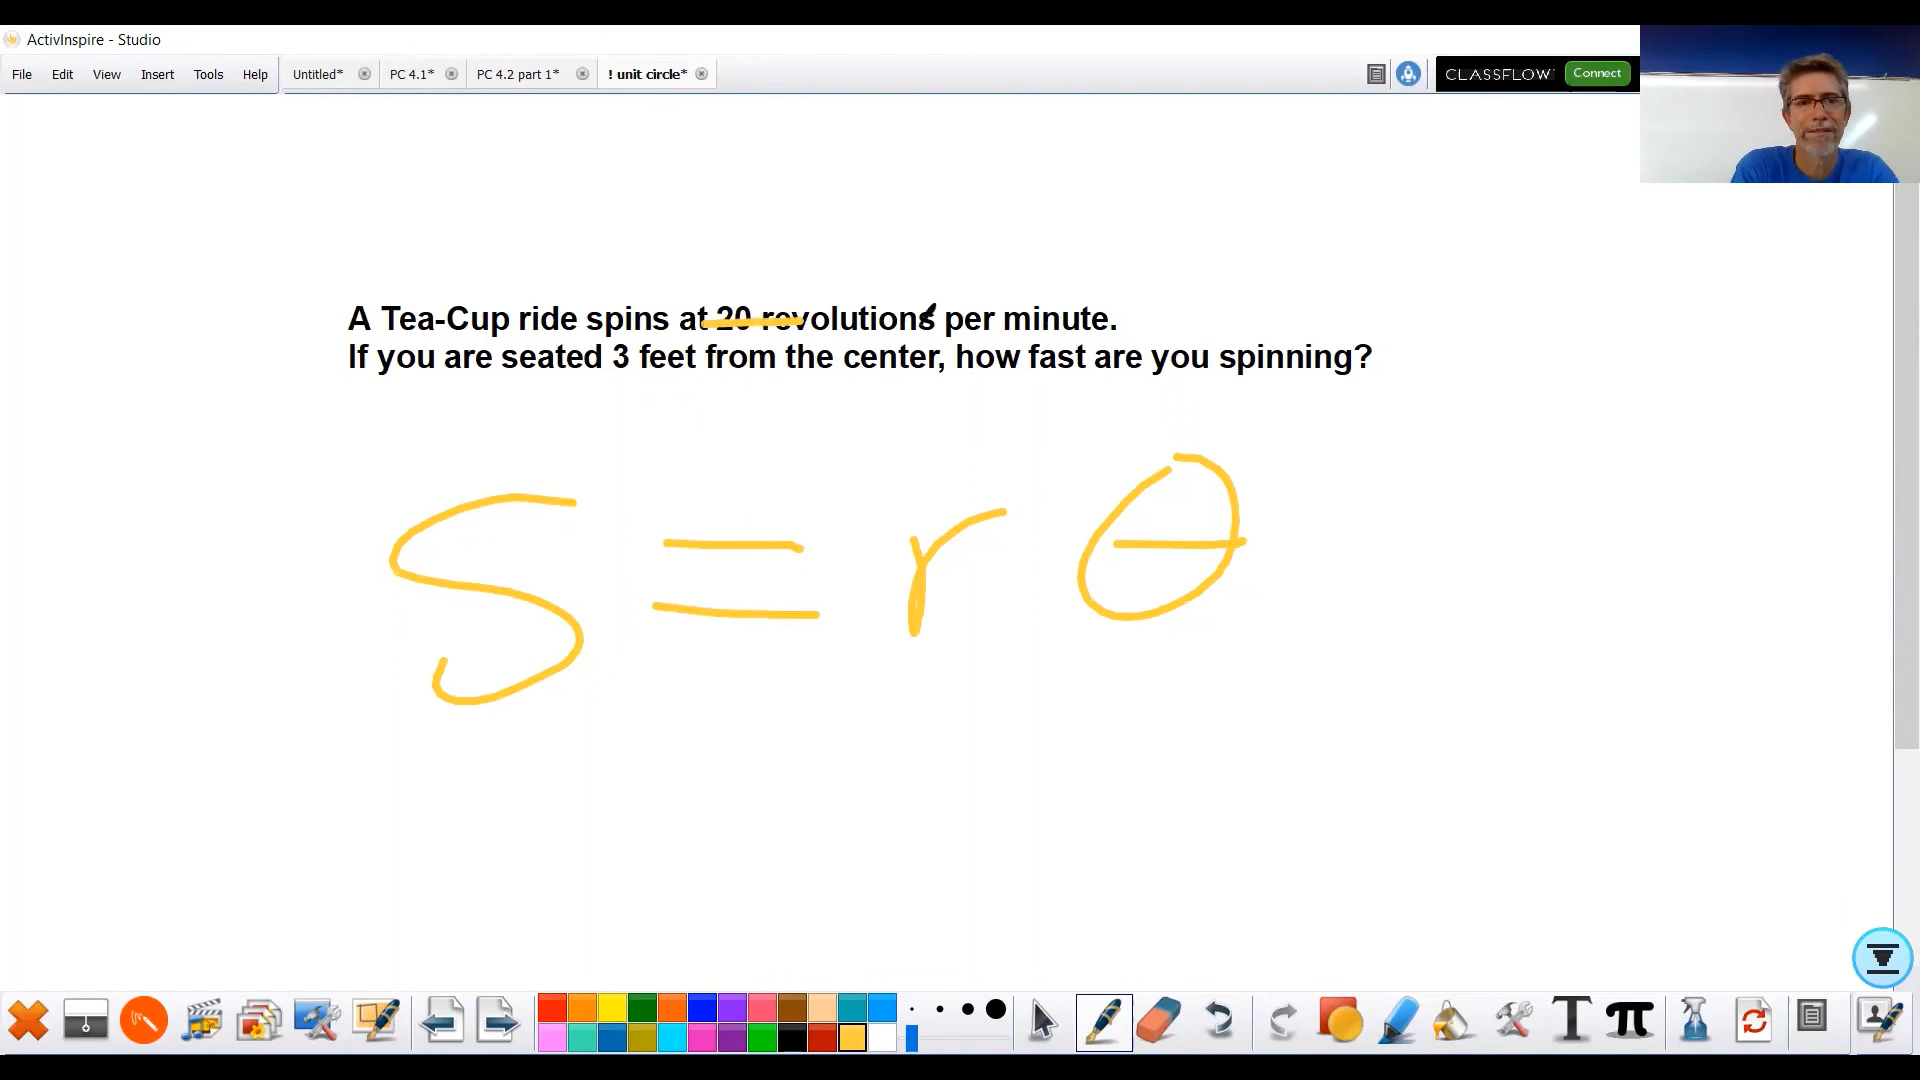 ActivInspire - Studio
File Edit View Insert Tools Help Untitled* PC 4.1* PC 4.2 part 1* ! unit circle* CLASSFLOW Connect
A Tea-Cup ride spins at 20 revolutions per minute.
If you are seated 3 feet from the center, how fast are you spinning?
S = r θ
T π